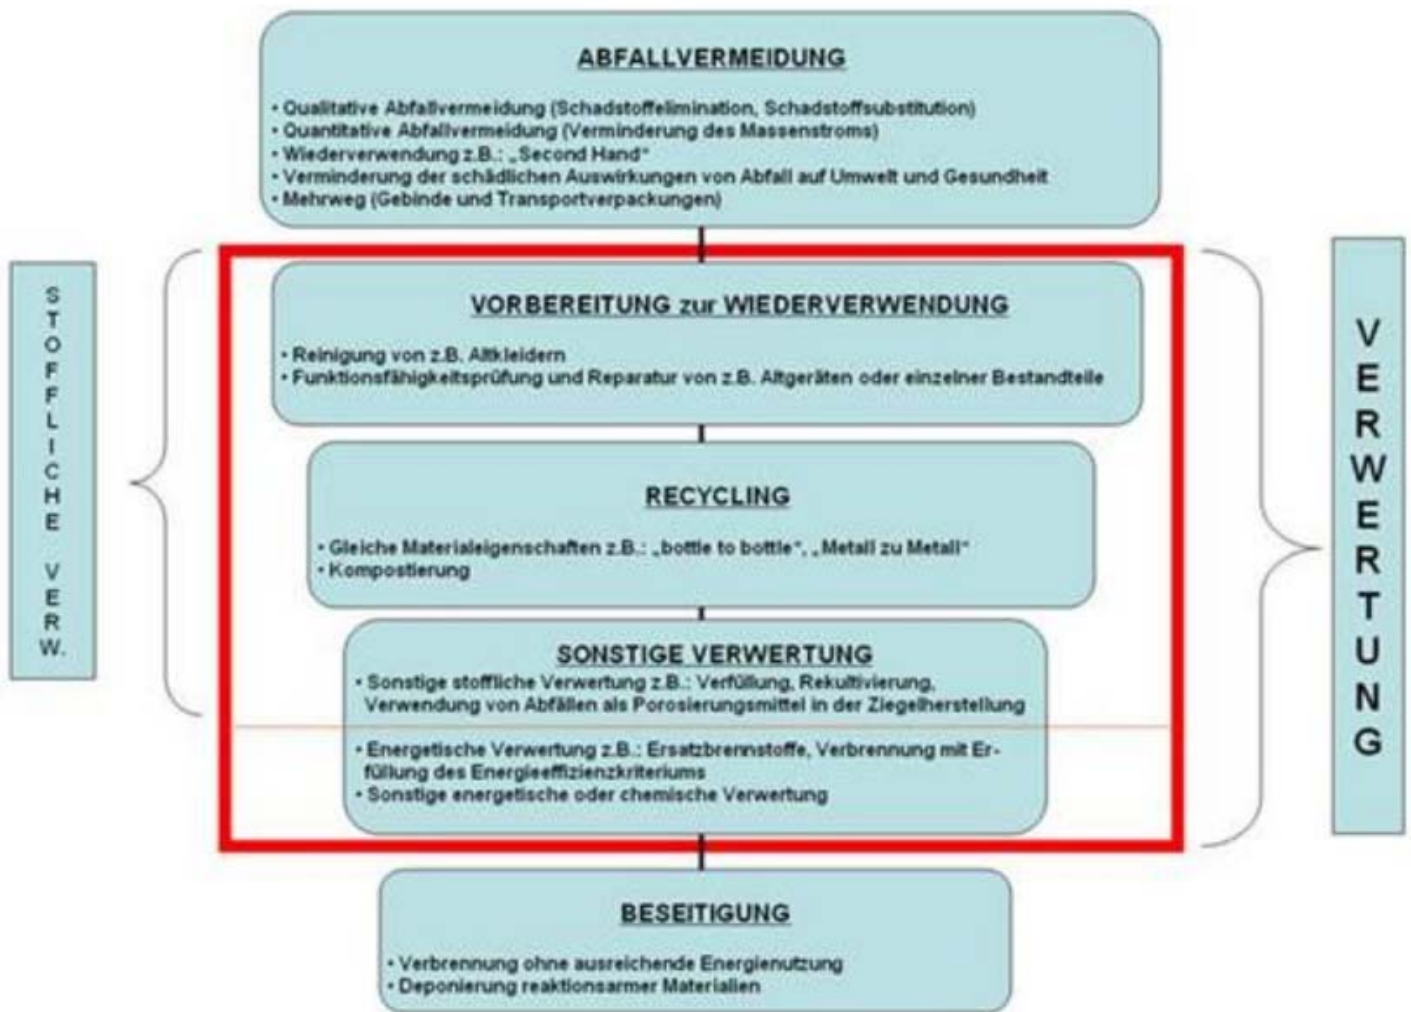 ABFALLVERMEIDUNG
• Qualitative Abfallvermeidung (Schadstoffelimination, Schadstoffsubstitution)
• Quantitative Abfallvermeidung (Verminderung des Massenstroms)
• Wiederverwendung z.B.: „Second Hand“
• Verminderung der schädlichen Auswirkungen von Abfall auf Umwelt und Gesundheit
• Mehrweg (Gebinde und Transportverpackungen)
STOFFLICHE VERW.
VORBEREITUNG zur WIEDERVERWENDUNG
• Reinigung von z.B. Altkleidern
• Funktionsfähigkeitsprüfung und Reparatur von z.B. Altgeräten oder einzelner Bestandteile
RECYCLING
• Gleiche Materialeigenschaften z.B.: „bottle to bottle“, „Metall zu Metall“
• Kompostierung
SONSTIGE VERWERTUNG
• Sonstige stoffliche Verwertung z.B.: Verfüllung, Rekultivierung,
Verwendung von Abfällen als Porosierungsmittel in der Ziegelherstellung
• Energetische Verwertung z.B.: Ersatzbrennstoffe, Verbrennung mit Er-
füllung des Energieeffizienzkriteriums
• Sonstige energetische oder chemische Verwertung
VERWERTUNG
BESEITIGUNG
• Verbrennung ohne ausreichende Energienutzung
• Deponierung reaktionsarmer Materialien